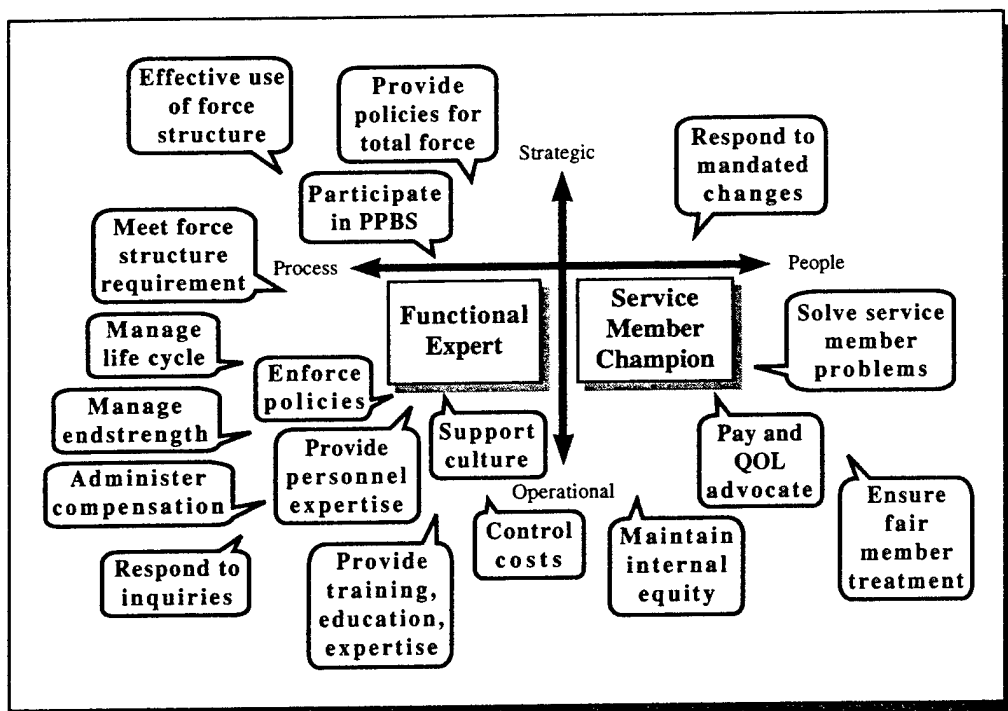 Effective use
of force
structure
Provide
policies for
total force
Strategic
Respond to
mandated
changes
Participate
in PPBS
Meet force
structure
requirement
Process
People
Functional
Expert
Service
Member
Champion
Solve service
member
problems
Manage
life cycle
Enforce
policies
Manage
endstrength
Support
culture
Pay and
QOL
advocate
Provide
personnel
expertise
Administer
compensation
Operational
Ensure
fair
member
treatment
Control
costs
Maintain
internal
equity
Respond to
inquiries
Provide
training,
education,
expertise